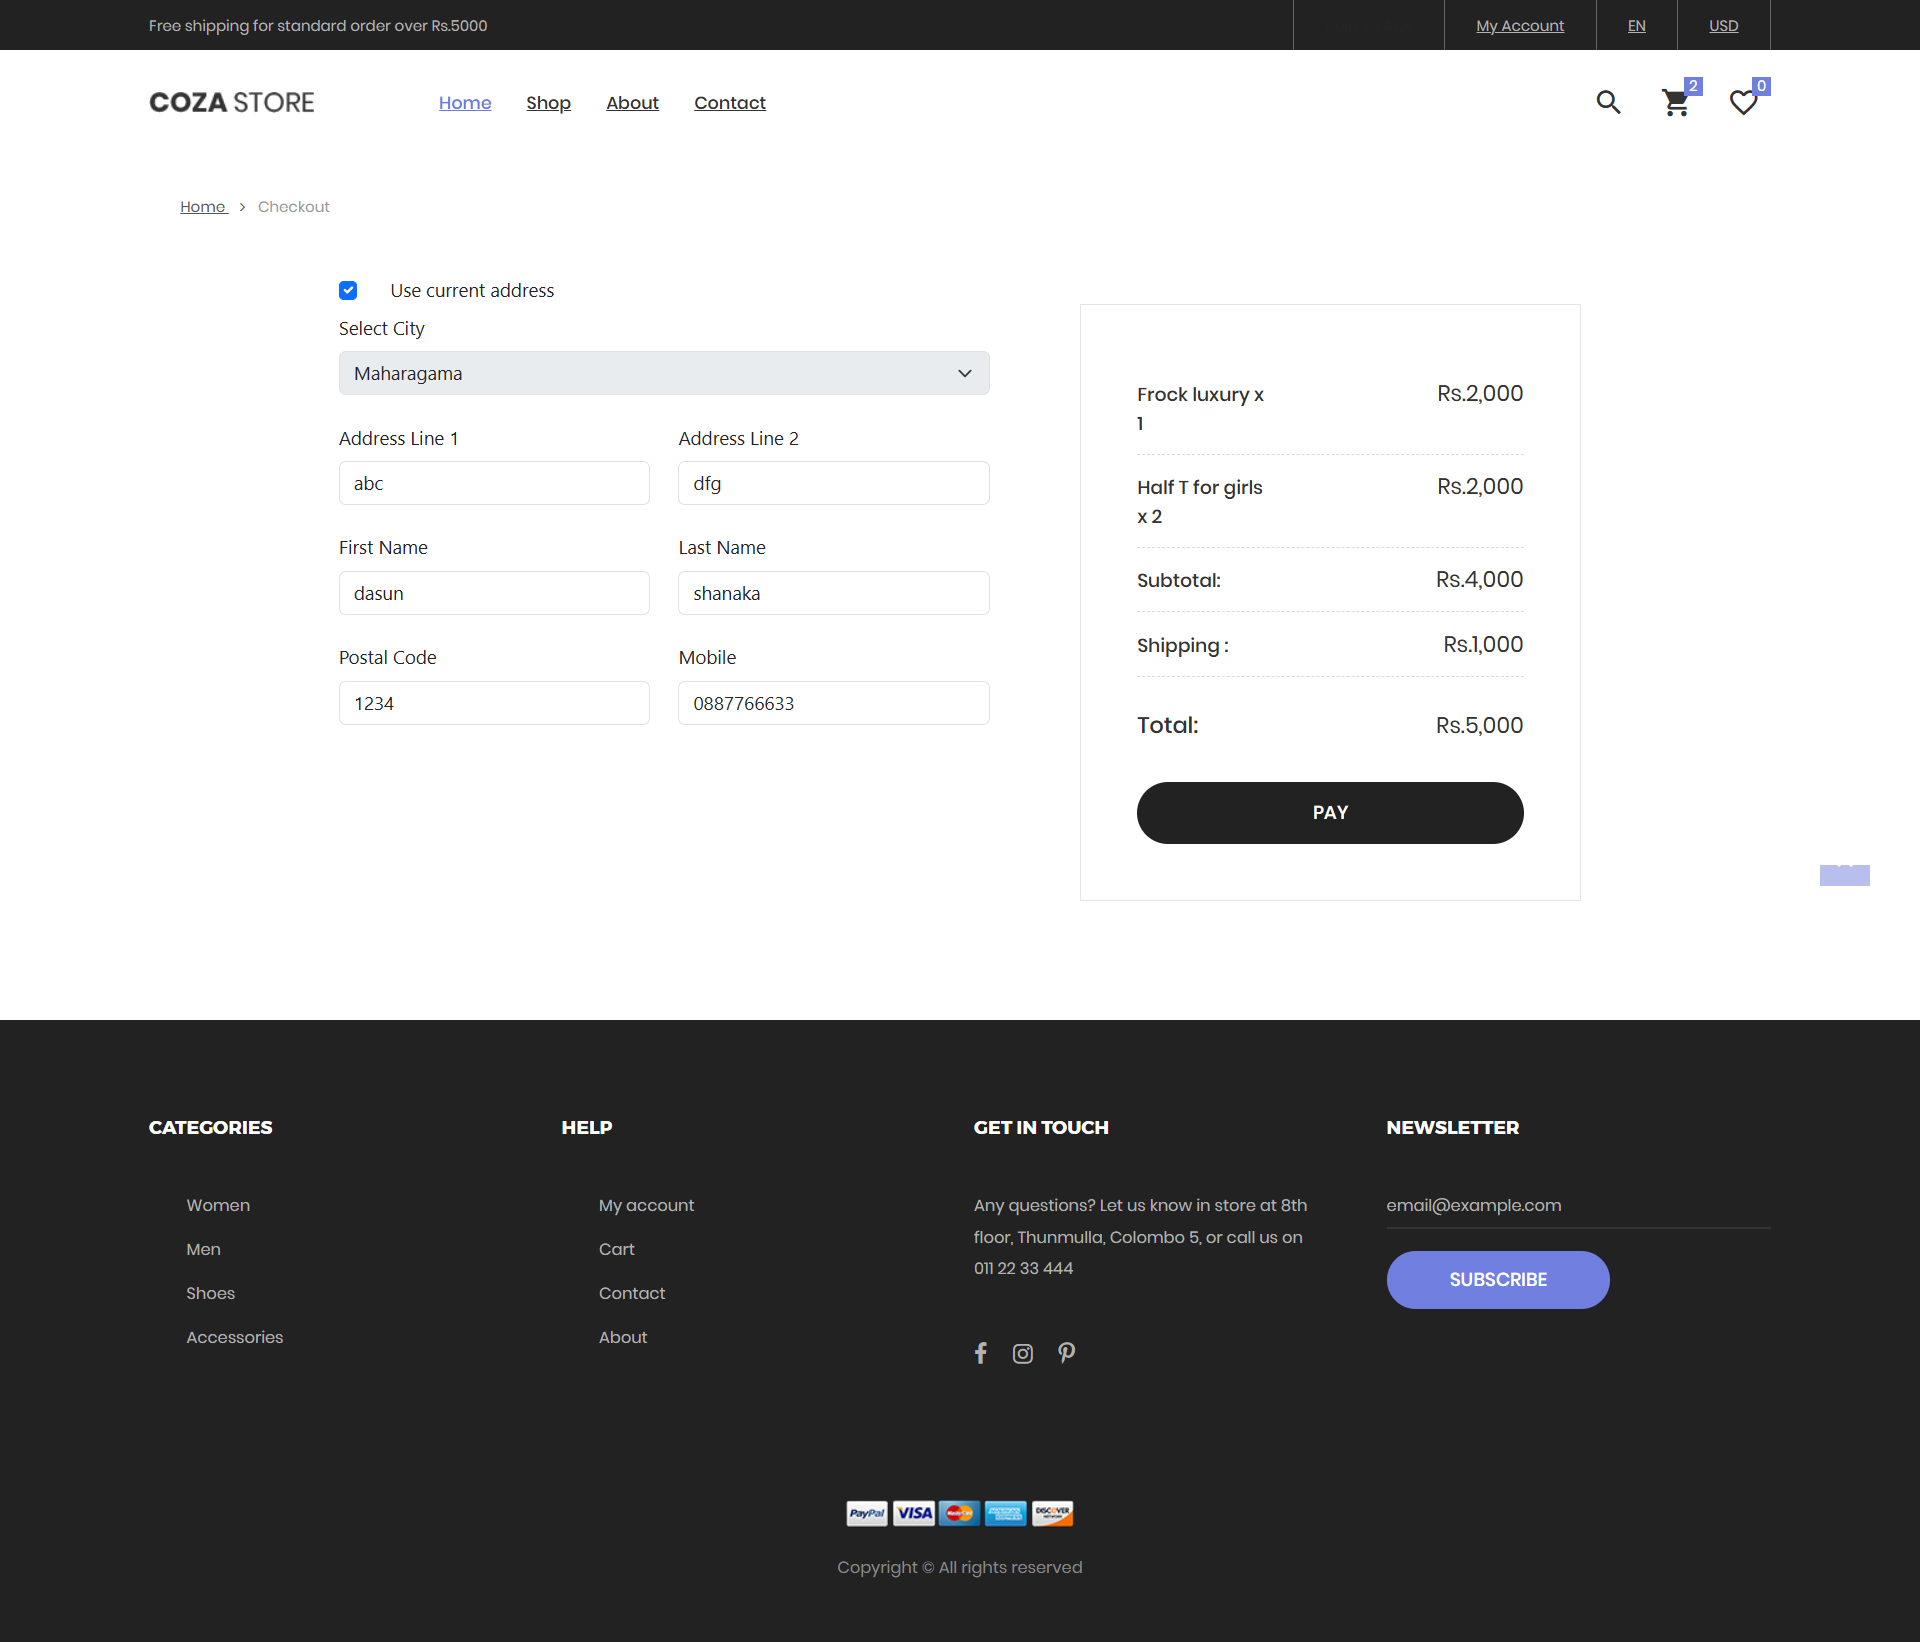 Free shipping for standard order over Rs.5000
My Account
EN
USD
COZA STORE
Home
Shop
About
Contact
2
0
Home
Checkout
Use current address
Select City
Maharagama
Address Line 1
Address Line 2
abc
dfg
First Name
Last Name
dasun
shanaka
Postal Code
Mobile
1234
0887766633
Frock luxury x
1
Rs.2,000
Half T for girls
x 2
Rs.2,000
Subtotal:
Rs.4,000
Shipping :
Rs.1,000
Total:
Rs.5,000
PAY
CATEGORIES
Women
Men
Shoes
Accessories
HELP
My account
Cart
Contact
About
GET IN TOUCH
Any questions? Let us know in store at 8th
floor, Thunmulla, Colombo 5, or call us on
011 22 33 444
NEWSLETTER
email@example.com
SUBSCRIBE
PayPal
VISA
MasterCard
AMERICAN EXPRESS
DISCOVER
NETWORK
Copyright © All rights reserved